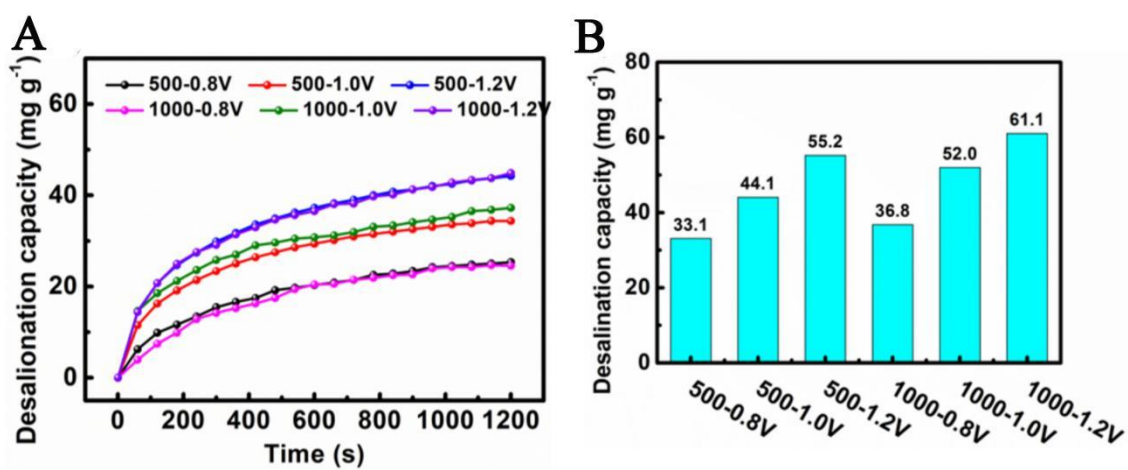 A
Desalionation capacity (mg g⁻¹)
60
40
20
0
500-0.8V 500-1.0V 500-1.2V
1000-0.8V 1000-1.0V 1000-1.2V
0 200 400 600 800 1000 1200
Time (s)
B
Desalination capacity (mg g⁻¹)
80
60
40
20
0
33.1
44.1
55.2
36.8
52.0
61.1
500-0.8V
500-1.0V
500-1.2V
1000-0.8V
1000-1.0V
1000-1.2V